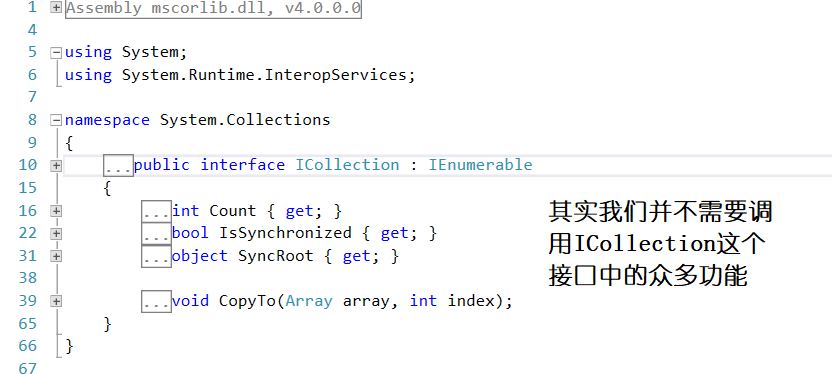 1 Assembly mscorlib.dll, v4.0.0.0
4
5 using System;
6 using System.Runtime.InteropServices;
7
8 namespace System.Collections
9 {
10 ...public interface ICollection : IEnumerable
15 {
16 ...int Count { get; }
22 ...bool IsSynchronized { get; }
31 ...object SyncRoot { get; }
38
39 ...void CopyTo(Array array, int index);
65 }
66 }
67
其实我们并不需要调
用ICollection这个
接口中的众多功能